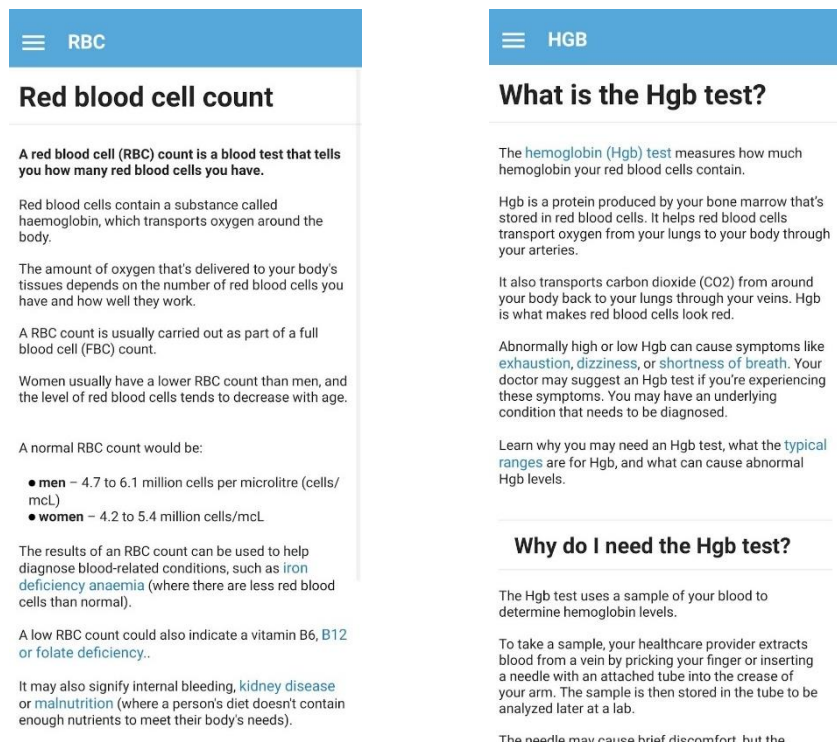 RBC
Red blood cell count
A red blood cell (RBC) count is a blood test that tells
you how many red blood cells you have.
Red blood cells contain a substance called
haemoglobin, which transports oxygen around the
body.
The amount of oxygen that's delivered to your body's
tissues depends on the number of red blood cells you
have and how well they work.
A RBC count is usually carried out as part of a full
blood cell (FBC) count.
Women usually have a lower RBC count than men, and
the level of red blood cells tends to decrease with age.
A normal RBC count would be:
● men – 4.7 to 6.1 million cells per microlitre (cells/
mcL)
● women – 4.2 to 5.4 million cells/mcL
The results of an RBC count can be used to help
diagnose blood-related conditions, such as iron
deficiency anaemia (where there are less red blood
cells than normal).
A low RBC count could also indicate a vitamin B6, B12
or folate deficiency..
It may also signify internal bleeding, kidney disease
or malnutrition (where a person's diet doesn't contain
enough nutrients to meet their body's needs).
HGB
What is the Hgb test?
The hemoglobin (Hgb) test measures how much
hemoglobin your red blood cells contain.
Hgb is a protein produced by your bone marrow that's
stored in red blood cells. It helps red blood cells
transport oxygen from your lungs to your body through
your arteries.
It also transports carbon dioxide (CO2) from around
your body back to your lungs through your veins. Hgb
is what makes red blood cells look red.
Abnormally high or low Hgb can cause symptoms like
exhaustion, dizziness, or shortness of breath. Your
doctor may suggest an Hgb test if you're experiencing
these symptoms. You may have an underlying
condition that needs to be diagnosed.
Learn why you may need an Hgb test, what the typical
ranges are for Hgb, and what can cause abnormal
Hgb levels.
Why do I need the Hgb test?
The Hgb test uses a sample of your blood to
determine hemoglobin levels.
To take a sample, your healthcare provider extracts
blood from a vein by pricking your finger or inserting
a needle with an attached tube into the crease of
your arm. The sample is then stored in the tube to be
analyzed later at a lab.
The needle may cause brief discomfort, but the